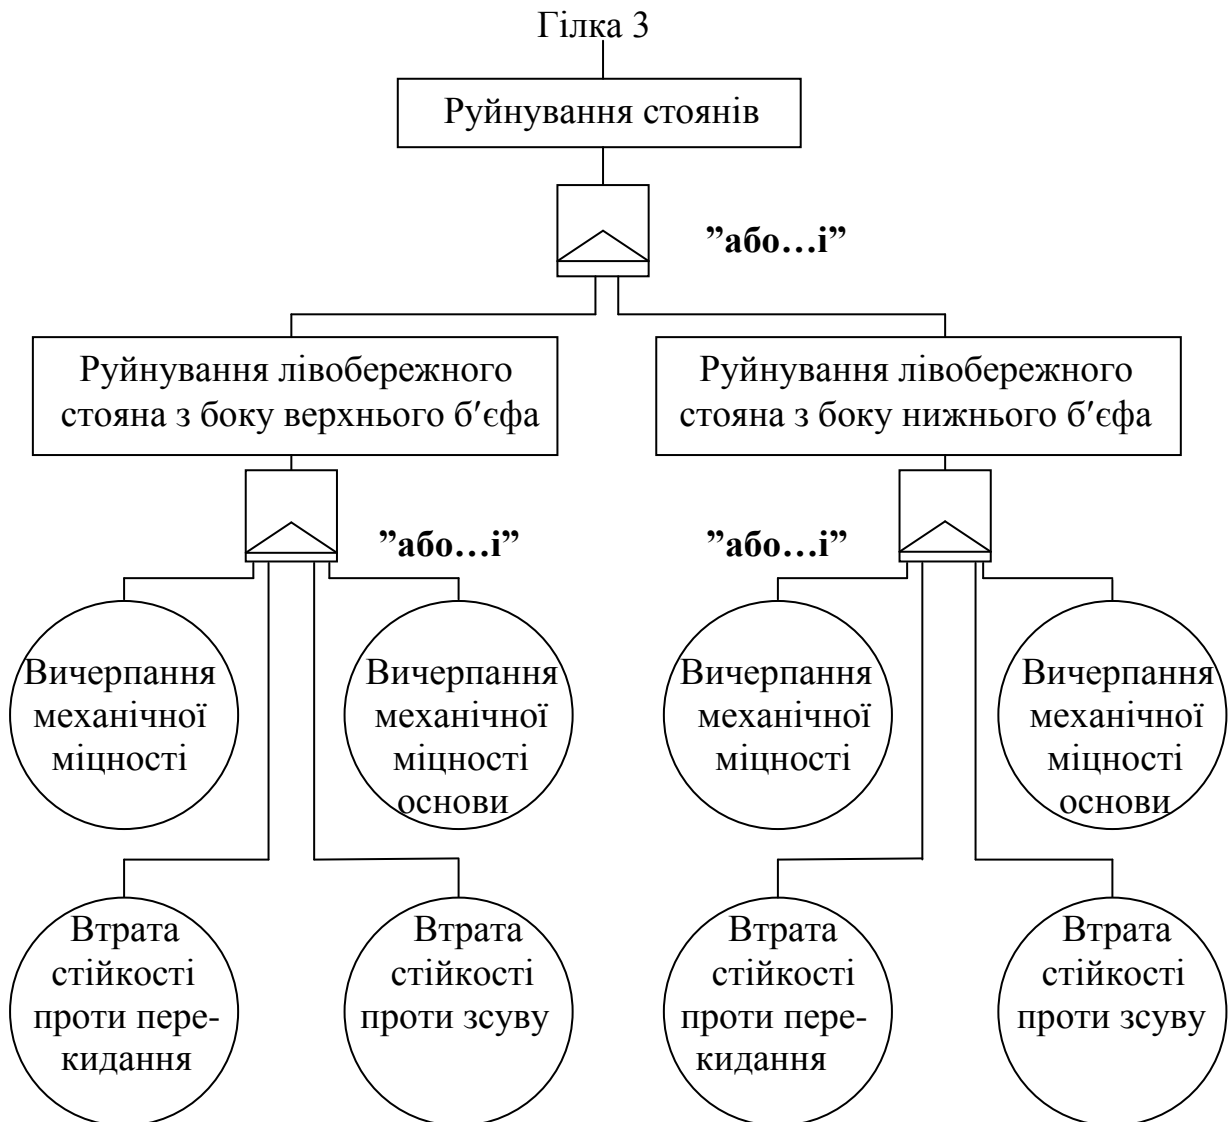 Гілка 3
Руйнування стоянів
”або…і”
Руйнування лівобережного
стояна з боку верхнього б′єфа
Руйнування лівобережного
стояна з боку нижнього б′єфа
”або…і”
”або…і”
Вичерпання
механічної
міцності
Вичерпання
механічної
міцності
основи
Вичерпання
механічної
міцності
Вичерпання
механічної
міцності
основи
Втрата
стійкості
проти пере-
кидання
Втрата
стійкості
проти зсуву
Втрата
стійкості
проти пере-
кидання
Втрата
стійкості
проти зсуву